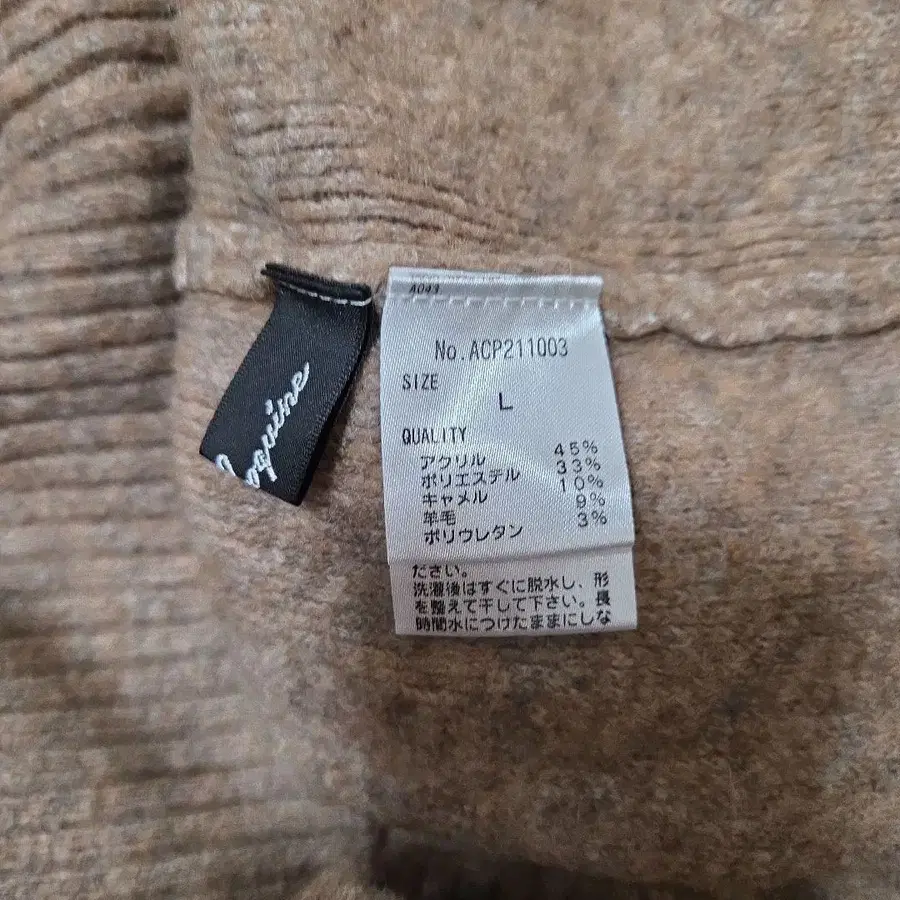 A043
No.ACP211003
SIZE
L
QUALITY
アクリル 45%
ポリエステル 33%
キャメル 10%
羊毛 9%
ポリウレタン 3%
ださい。
洗濯後はすぐに脱水し、形
を整えて干して下さい。長
時間水につけたままにしな